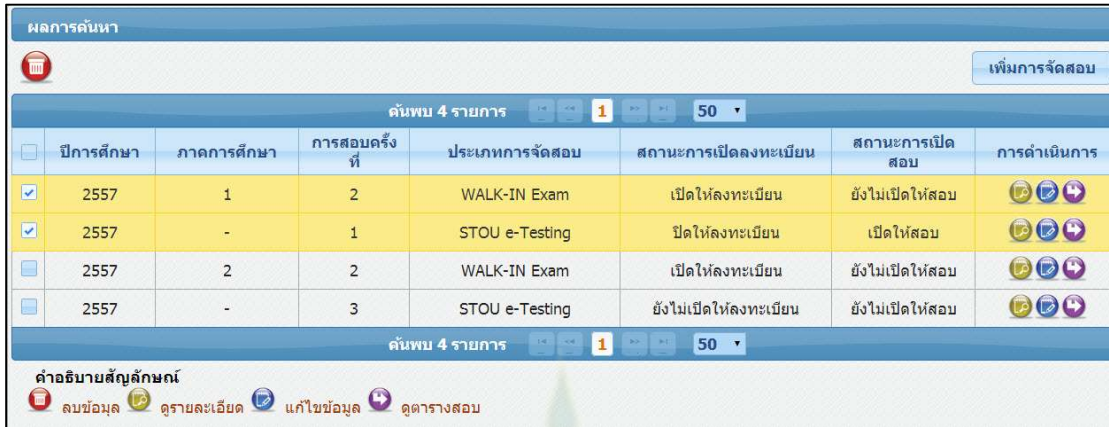 ผลการค้นหา
เพิ่มการจัดสอบ
ค้นพบ 4 รายการ 1 50
ปีการศึกษา ภาคการศึกษา การสอบครั้งที่ ประเภทการจัดสอบ สถานะการเปิดลงทะเบียน สถานะการเปิดสอบ การดำเนินการ
2557 1 2 WALK-IN Exam เปิดให้ลงทะเบียน ยังไม่เปิดให้สอบ
2557 - 1 STOU e-Testing ปิดให้ลงทะเบียน เปิดให้สอบ
2557 2 2 WALK-IN Exam เปิดให้ลงทะเบียน ยังไม่เปิดให้สอบ
2557 - 3 STOU e-Testing ยังไม่เปิดให้ลงทะเบียน ยังไม่เปิดให้สอบ
ค้นพบ 4 รายการ 1 50
คำอธิบายสัญลักษณ์
ลบข้อมูล ดูรายละเอียด แก้ไขข้อมูล ดูตารางสอบ